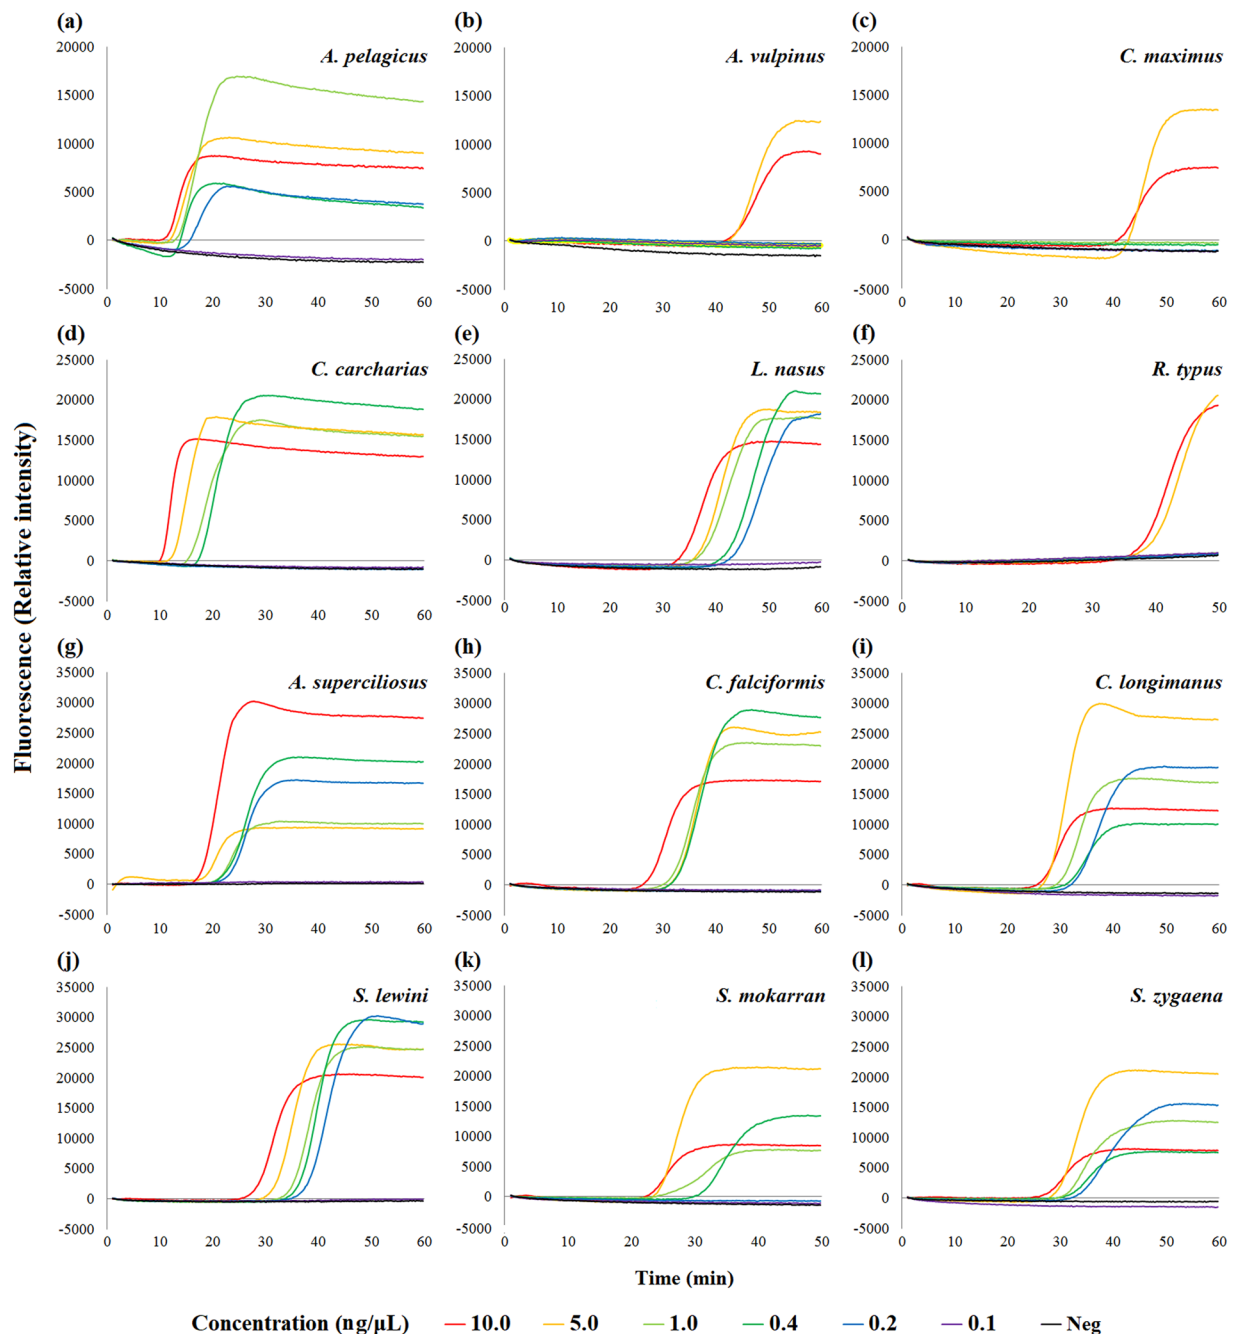 (a) (b) (c)
A. pelagicus A. vulpinus C. maximus
20000 20000 20000
15000 15000 15000
10000 10000 10000
5000 5000 5000
0 0 0
-5000 -5000 -5000
0 10 20 30 40 50 60 0 10 20 30 40 50 60 0 10 20 30 40 50 60
(d) (e) (f)
C. carcharias L. nasus R. typus
25000 25000 25000
20000 20000 20000
15000 15000 15000
10000 10000 10000
5000 5000 5000
0 0 0
-5000 -5000 -5000
0 10 20 30 40 50 60 0 10 20 30 40 50 60 0 10 20 30 40 50
Fluorescence (Relative intensity)
(g) (h) (i)
A. superciliosus C. falciformis C. longimanus
35000 35000 35000
30000 30000 30000
25000 25000 25000
20000 20000 20000
15000 15000 15000
10000 10000 10000
5000 5000 5000
0 0 0
-5000 -5000 -5000
0 10 20 30 40 50 60 0 10 20 30 40 50 60 0 10 20 30 40 50 60
(j) (k) (l)
S. lewini S. mokarran S. zygaena
35000 35000 35000
30000 30000 30000
25000 25000 25000
20000 20000 20000
15000 15000 15000
10000 10000 10000
5000 5000 5000
0 0 0
-5000 -5000 -5000
0 10 20 30 40 50 60 0 10 20 30 40 50 0 10 20 30 40 50 60
Time (min)
Concentration (ng/μL) 10.0 5.0 1.0 0.4 0.2 0.1 Neg